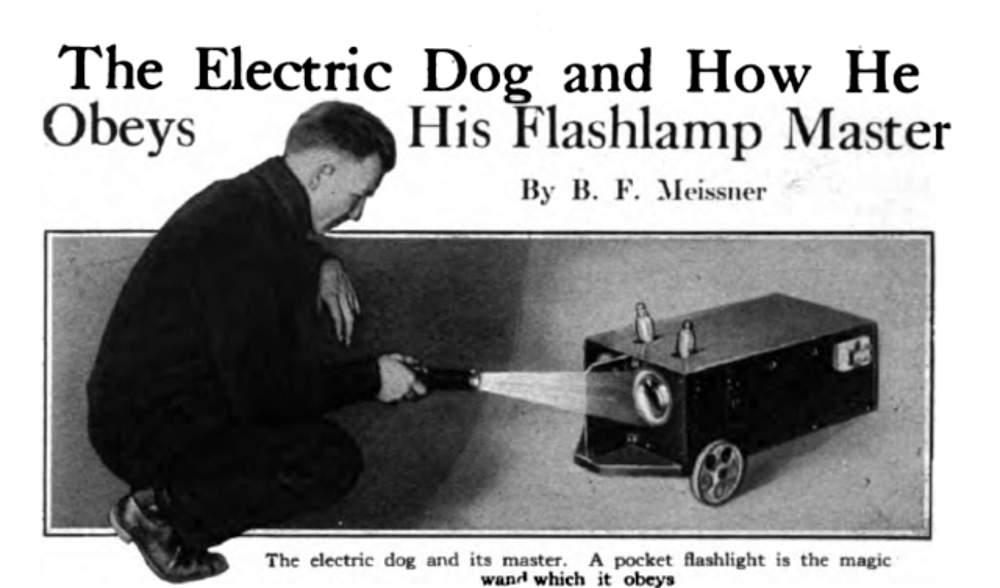 The Electric Dog and How He
Obeys His Flashlamp Master
By B. F. Meissner
The electric dog and its master. A pocket flashlight is the magic
wand which it obeys